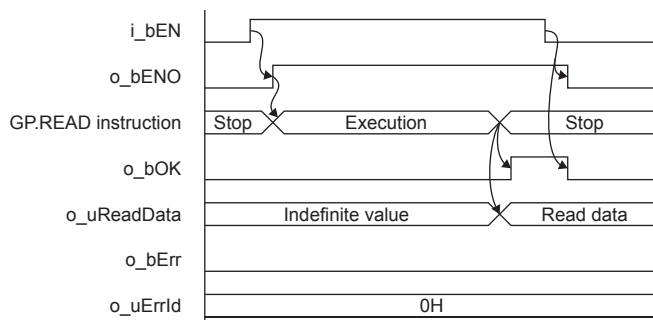 i_bEN
o_bENO
GP.READ instruction Stop Execution Stop
o_bOK
o_uReadData Indefinite value Read data
o_bErr
o_uErrId 0H